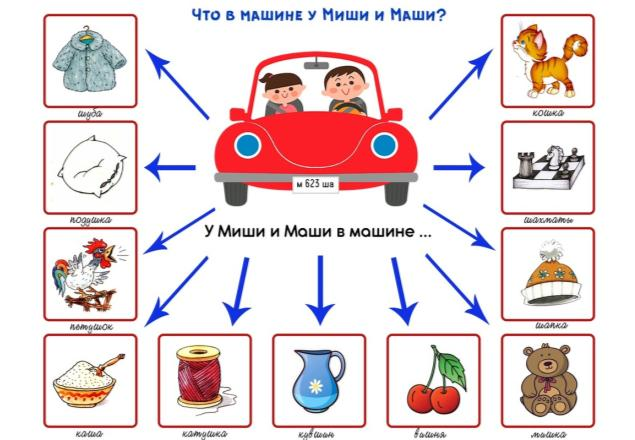 Что в машине у Миши и Маши?
шуба
кошка
подушка
м 623 ша
шахматы
У Миши и Маши в машине ...
петушок
шапка
каша
катушка
кувшин
вишня
мишка